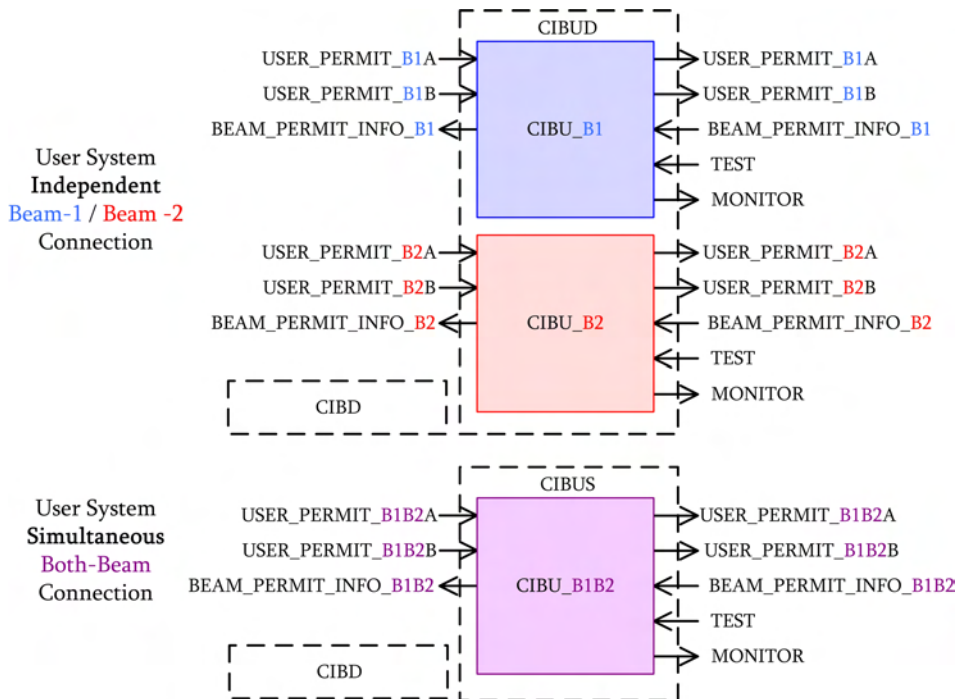 CIBUD
USER_PERMIT_B1A
USER_PERMIT_B1B
BEAM_PERMIT_INFO_B1
CIBU_B1
USER_PERMIT_B1A
USER_PERMIT_B1B
BEAM_PERMIT_INFO_B1
TEST
MONITOR
User System
Independent
Beam-1 / Beam -2
Connection
USER_PERMIT_B2A
USER_PERMIT_B2B
BEAM_PERMIT_INFO_B2
CIBU_B2
USER_PERMIT_B2A
USER_PERMIT_B2B
BEAM_PERMIT_INFO_B2
TEST
MONITOR
CIBD
CIBUS
User System
Simultaneous
Both-Beam
Connection
USER_PERMIT_B1B2A
USER_PERMIT_B1B2B
BEAM_PERMIT_INFO_B1B2
CIBU_B1B2
USER_PERMIT_B1B2A
USER_PERMIT_B1B2B
BEAM_PERMIT_INFO_B1B2
TEST
MONITOR
CIBD